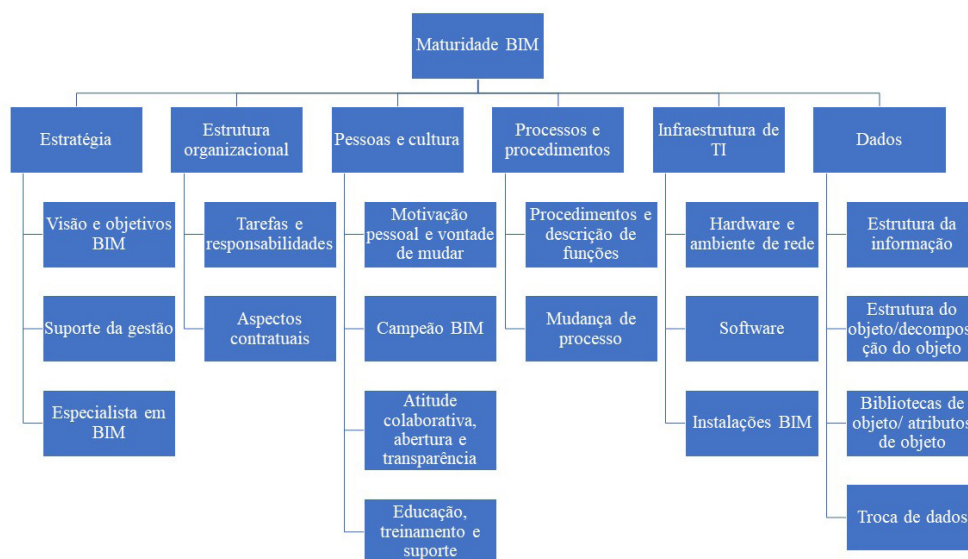 Maturidade BIM
Estratégia
Visão e objetivos
BIM
Suporte da gestão
Especialista em
BIM
Estrutura
organizacional
Tarefas e
responsabilidades
Aspectos
contratuais
Pessoas e cultura
Motivação
pessoal e vontade
de mudar
Campeão BIM
Atitude
colaborativa,
abertura e
transparência
Educação,
treinamento e
suporte
Processos e
procedimentos
Procedimentos e
descrição de
funções
Mudança de
processo
Infraestrutura de
TI
Hardware e
ambiente de rede
Software
Instalações BIM
Dados
Estrutura da
informação
Estrutura do
objeto/decompos
ição do objeto
Bibliotecas de
objeto/ atributos
de objeto
Troca de dados